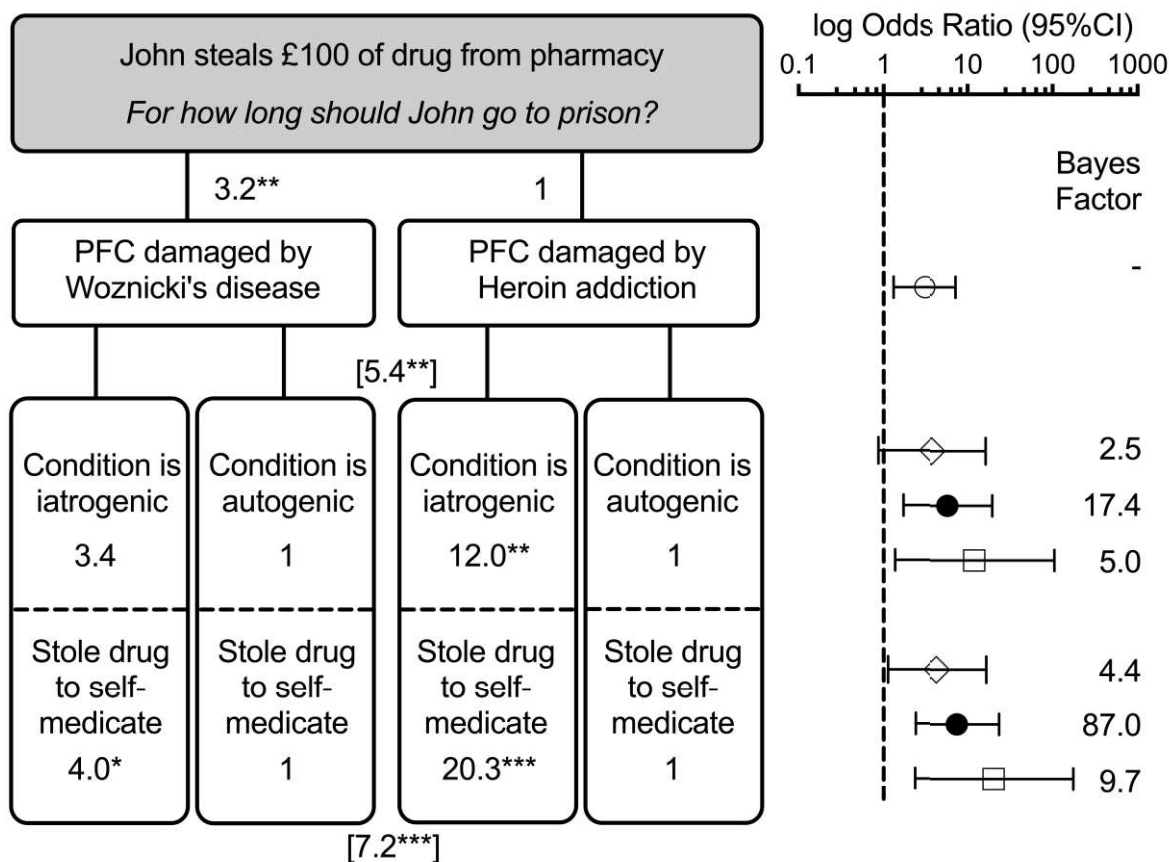 John steals £100 of drug from pharmacy
For how long should John go to prison?
3.2**
1
PFC damaged by
Woznicki's disease
PFC damaged by
Heroin addiction
[5.4**]
Condition is
iatrogenic
3.4
Condition is
autogenic
1
Condition is
iatrogenic
12.0**
Condition is
autogenic
1
Stole drug
to self-
medicate
4.0*
Stole drug
to self-
medicate
1
Stole drug
to self-
medicate
20.3***
Stole drug
to self-
medicate
1
[7.2***]
log Odds Ratio (95%CI)
0.1 1 10 100 1000
Bayes
Factor
-
2.5
17.4
5.0
4.4
87.0
9.7